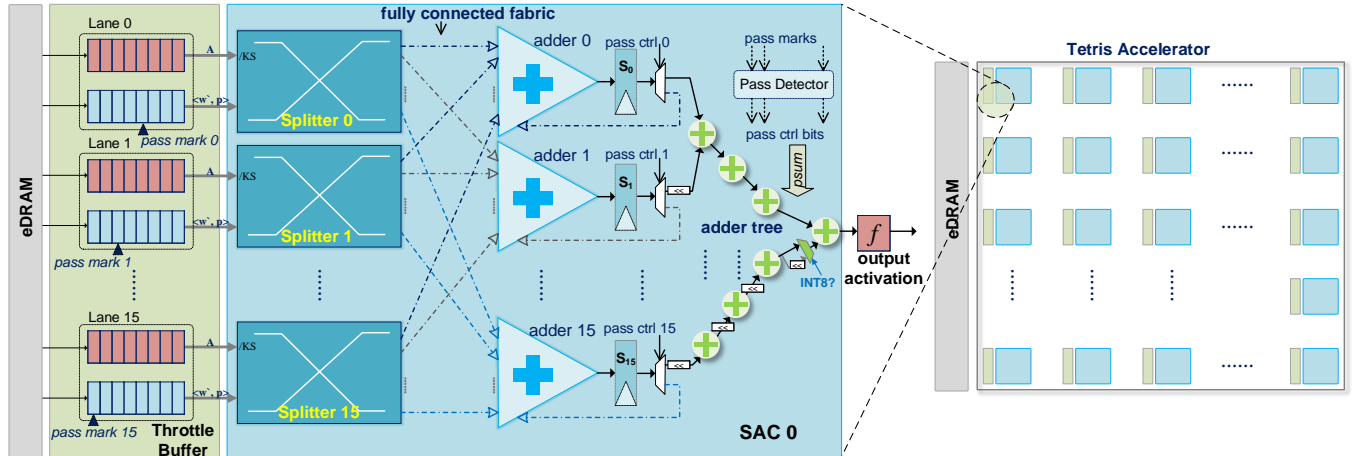 eDRAM
Lane 0
A
<w`, p>
pass mark 0
Lane 1
A
<w`, p>
pass mark 1
Lane 15
A
<w`, p>
pass mark 15
Throttle
Buffer
/KS
Splitter 0
/KS
Splitter 1
/KS
Splitter 15
fully connected fabric
adder 0
pass ctrl 0
S0
adder 1
pass ctrl 1
S1
<<
adder 15
pass ctrl 15
S15
<<
<<
<<
<<
INT8?
pass marks
Pass Detector
pass ctrl bits
psum
adder tree
f
output
activation
SAC 0
eDRAM
Tetris Accelerator